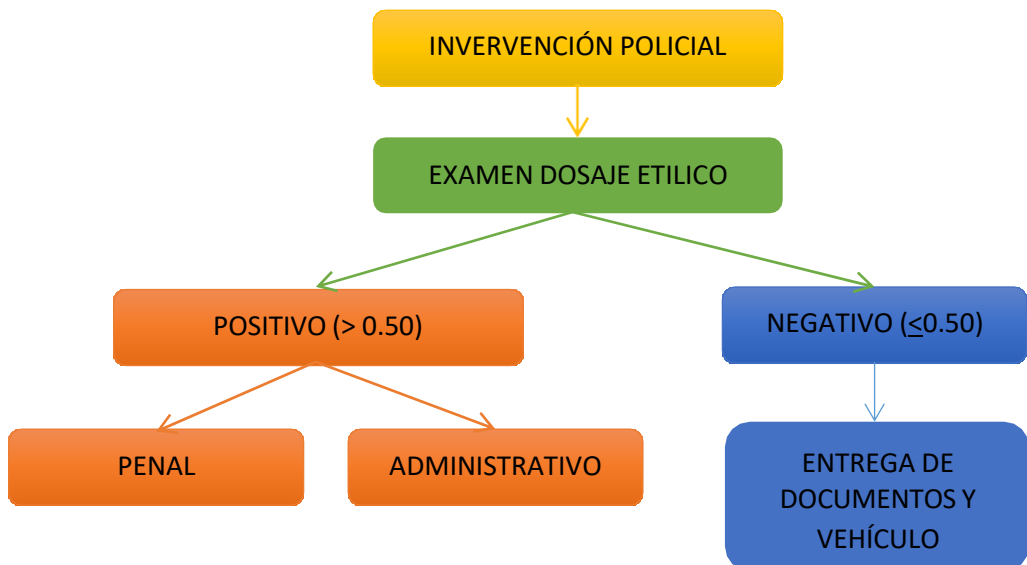 INVERVENCIÓN POLICIAL
EXAMEN DOSAJE ETILICO
POSITIVO (> 0.50)
NEGATIVO (≤0.50)
PENAL
ADMINISTRATIVO
ENTREGA DE
DOCUMENTOS Y
VEHÍCULO